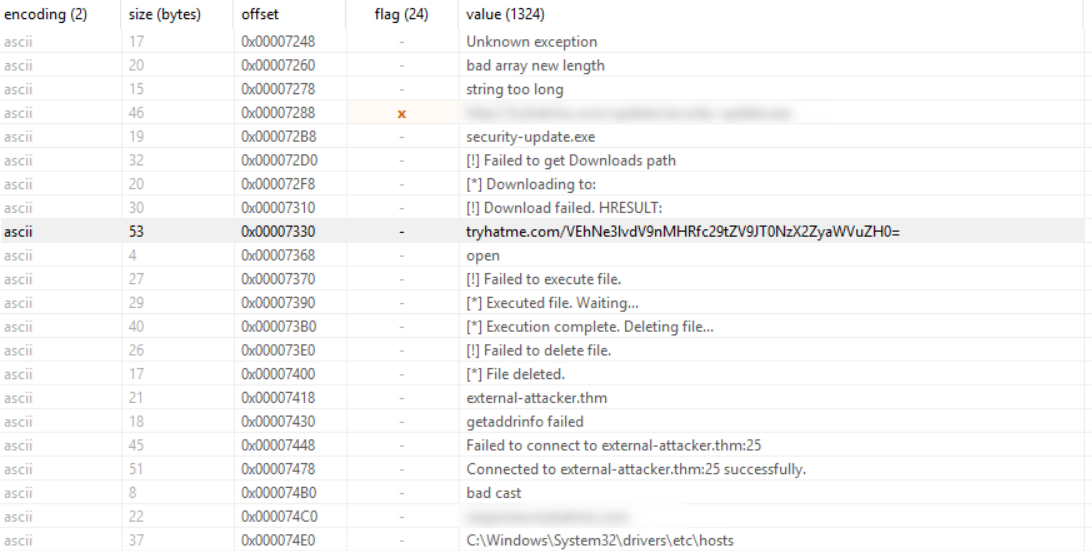 encoding (2) size (bytes) offset flag (24) value (1324)
ascii 17 0x00007248 - Unknown exception
ascii 20 0x00007260 - bad array new length
ascii 15 0x00007278 - string too long
ascii 46 0x00007288 x
ascii 19 0x000072B8 - security-update.exe
ascii 32 0x000072D0 - [!] Failed to get Downloads path
ascii 20 0x000072F8 - [*] Downloading to:
ascii 30 0x00007310 - [!] Download failed. HRESULT:
ascii 53 0x00007330 - tryhatme.com/VEhNe3IvdV9nMHRfc29tZV9JT0NzX2ZyaWVuZH0=
ascii 4 0x00007368 - open
ascii 27 0x00007370 - [!] Failed to execute file.
ascii 29 0x00007390 - [*] Executed file. Waiting...
ascii 40 0x000073B0 - [*] Execution complete. Deleting file...
ascii 26 0x000073E0 - [!] Failed to delete file.
ascii 17 0x00007400 - [*] File deleted.
ascii 21 0x00007418 - external-attacker.thm
ascii 18 0x00007430 - getaddrinfo failed
ascii 45 0x00007448 - Failed to connect to external-attacker.thm:25
ascii 51 0x00007478 - Connected to external-attacker.thm:25 successfully.
ascii 8 0x000074B0 - bad cast
ascii 22 0x000074C0 -
ascii 37 0x000074E0 - C:\Windows\System32\drivers\etc\hosts